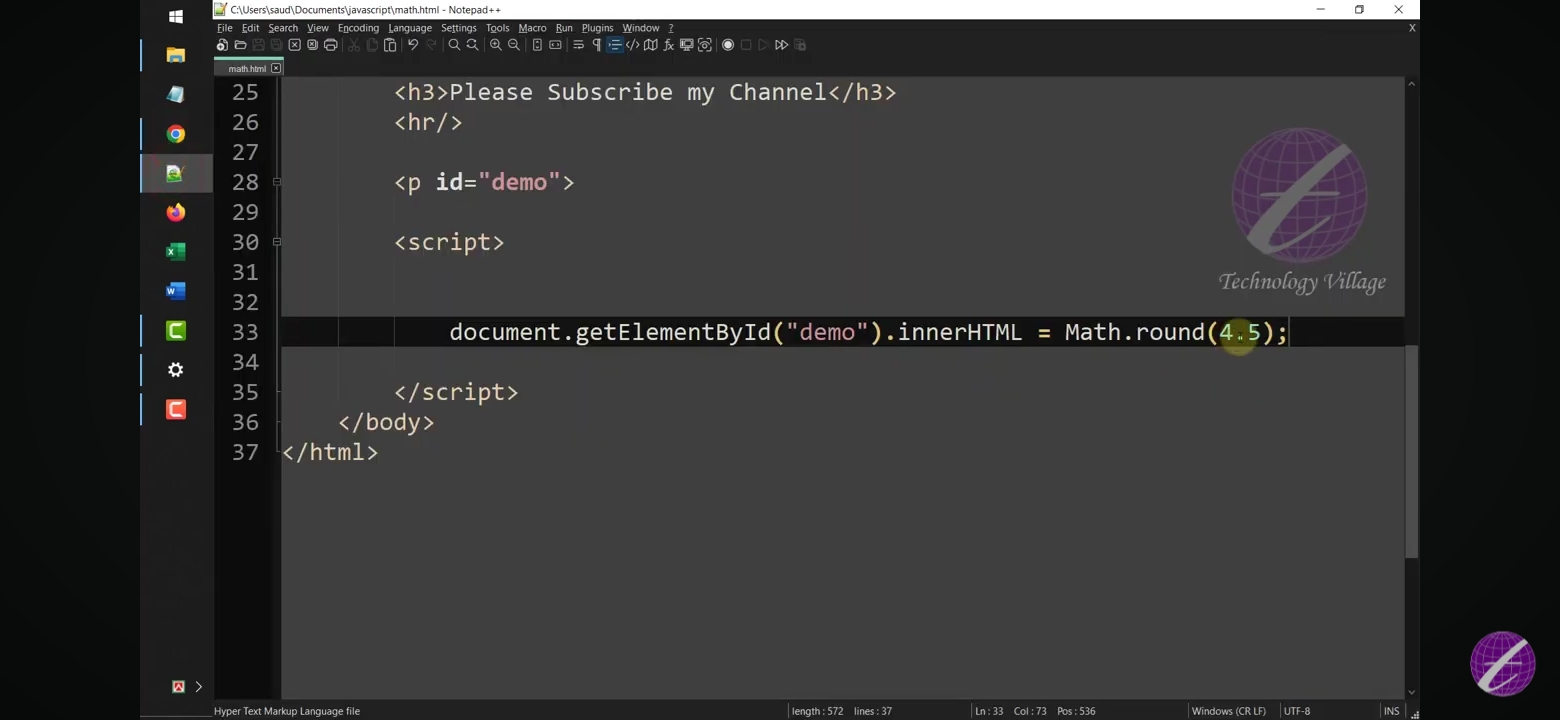 C:\Users\saud\Documents\javascript\math.html - Notepad++
File Edit Search View Encoding Language Settings Tools Macro Run Plugins Window ? X
math.html
25 <h3>Please Subscribe my Channel</h3>
26 <hr/>
27
28 <p id="demo">
29
30 <script>
31
32
33 document.getElementById("demo").innerHTML = Math.round(4.5);
34
35 </script>
36 </body>
37 </html>
Technology Village
Hyper Text Markup Language file length : 572 lines : 37 Ln : 33 Col : 73 Pos : 536 Windows (CR LF) UTF-8 INS